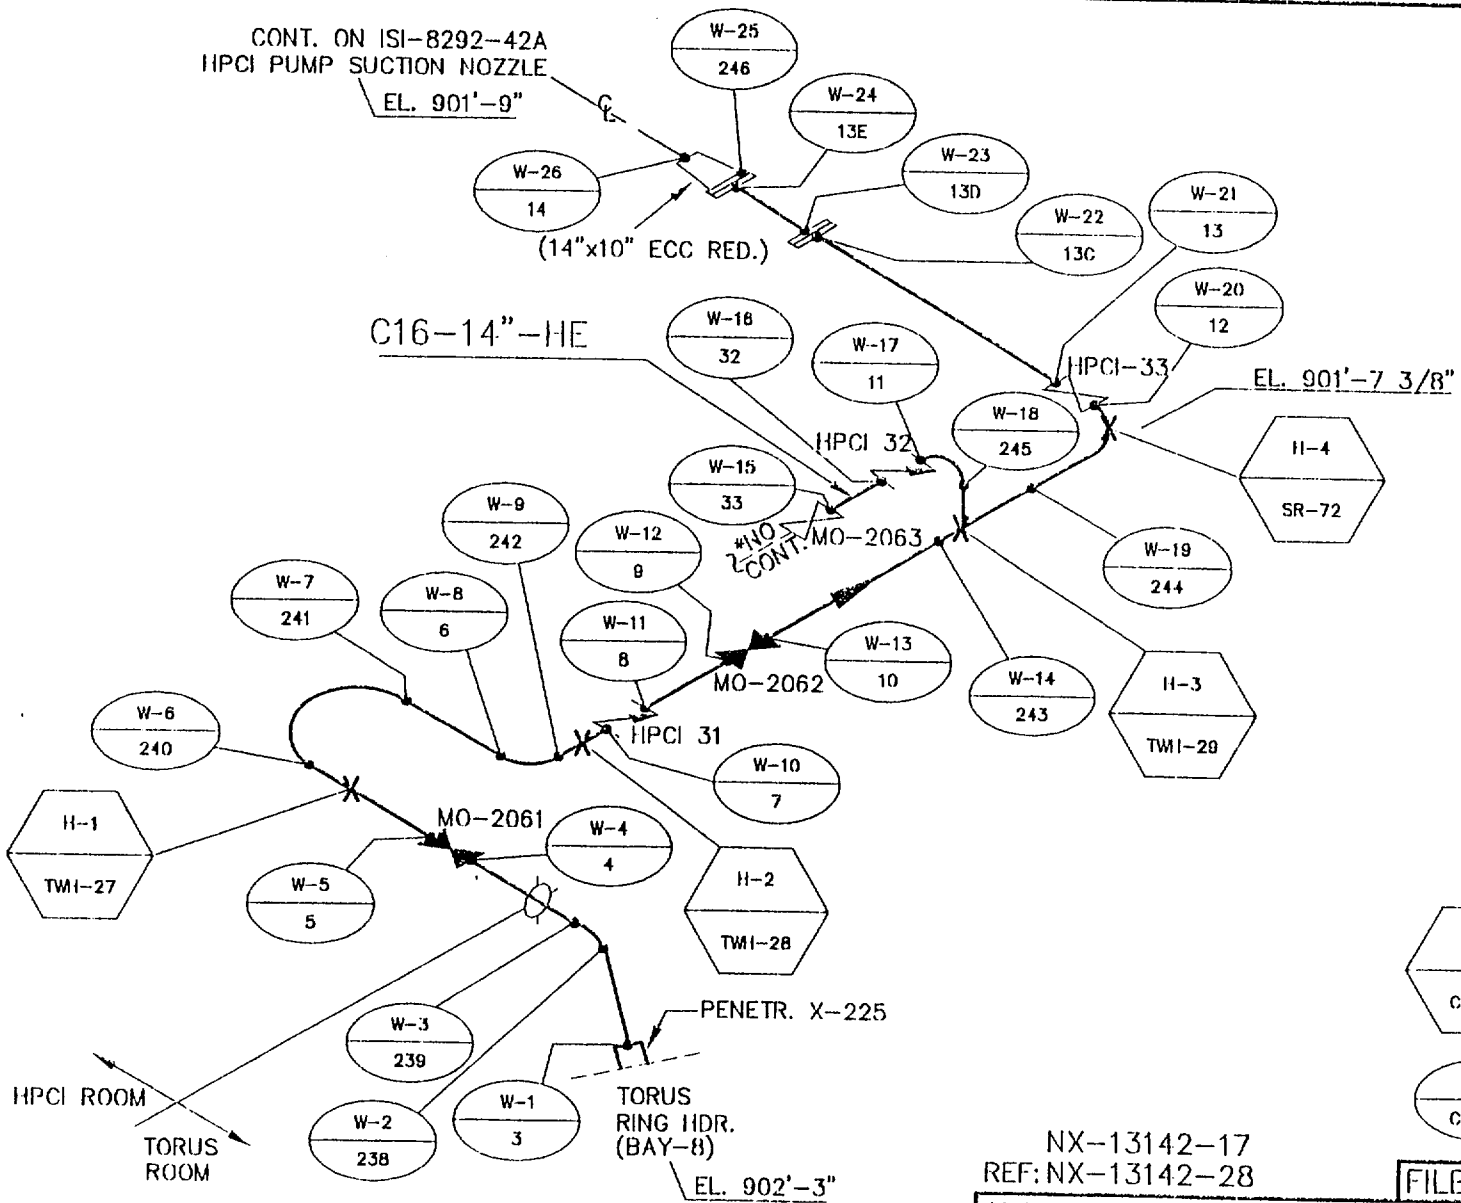 CONT. ON ISI-8292-42A
HPCI PUMP SUCTION NOZZLE
EL. 901'-9"
℄
W-25
246
W-24
13E
W-26
14
W-23
13D
W-21
13
W-22
13C
(14"x10" ECC RED.)
W-20
12
C16-14"-HE
W-16
32
W-17
11
HPCI-33
EL. 901'-7 3/8"
W-18
245
H-4
SR-72
HPCI 32
W-15
33
W-9
242
W-12
9
*NO
CONT.
MO-2063
W-19
244
W-7
241
W-8
6
W-11
8
W-13
10
W-14
243
H-3
TWH-29
MO-2062
W-6
240
HPCI 31
W-10
7
H-1
TWH-27
MO-2061
W-4
4
W-5
5
H-2
TWH-28
PENETR. X-225
W-3
239
HPCI ROOM
TORUS
ROOM
W-2
238
W-1
3
TORUS
RING HDR.
(BAY-8)
EL. 902'-3"
C
C
NX-13142-17
REF: NX-13142-28
FILE